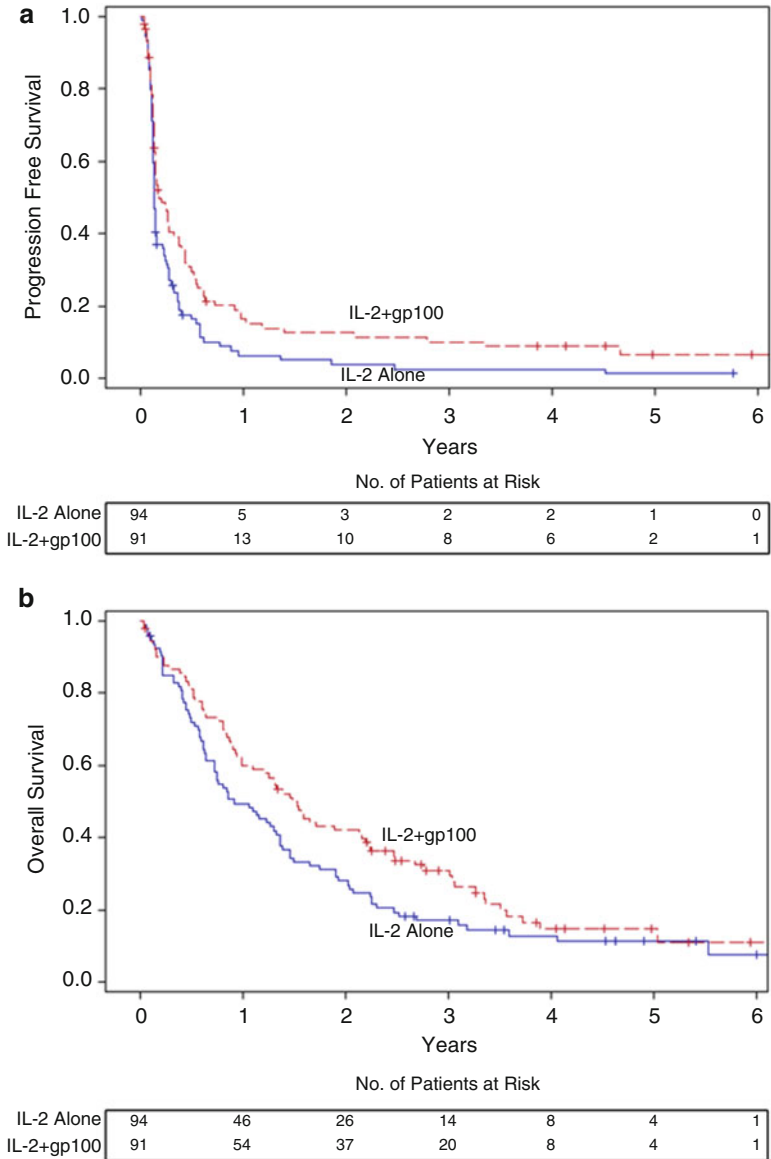 a
Progression Free Survival
1.0
0.8
0.6
0.4
0.2
0.0
IL-2+gp100
IL-2 Alone
0 1 2 3 4 5 6
Years
No. of Patients at Risk
IL-2 Alone 94 5 3 2 2 1 0
IL-2+gp100 91 13 10 8 6 2 1
b
Overall Survival
1.0
0.8
0.6
0.4
0.2
0.0
IL-2+gp100
IL-2 Alone
0 1 2 3 4 5 6
Years
No. of Patients at Risk
IL-2 Alone 94 46 26 14 8 4 1
IL-2+gp100 91 54 37 20 8 4 1